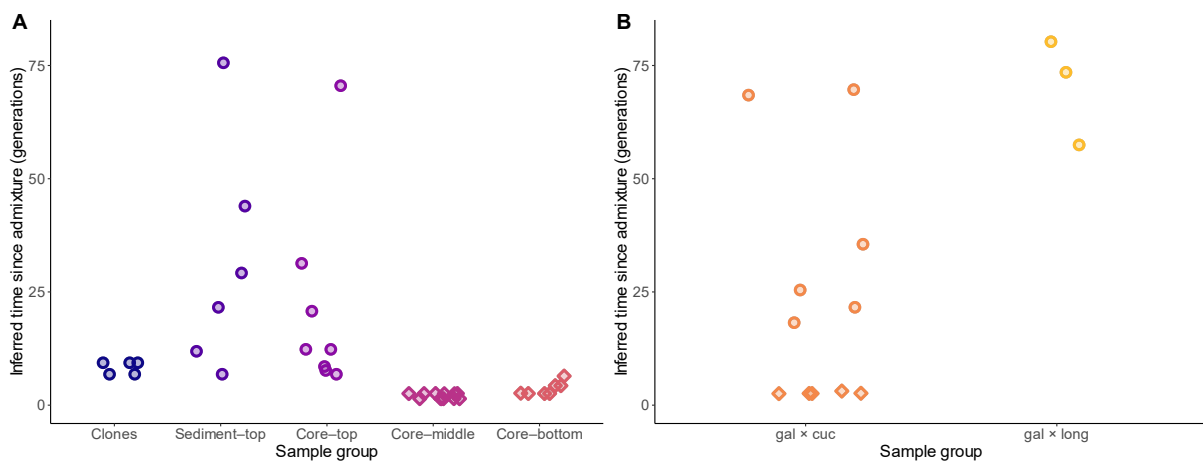 A
Inferred time since admixture (generations)
75
50
25
0
Clones
Sediment–top
Core–top
Core–middle
Core–bottom
Sample group
B
Inferred time since admixture (generations)
75
50
25
0
gal × cuc
gal × long
Sample group